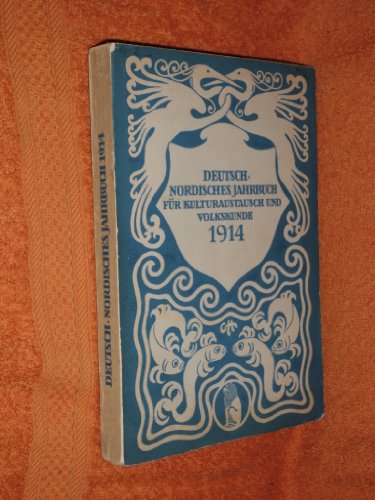 DEUTSCH-NORDISCHES JAHRBUCH 1914
DEUTSCH-
NORDISCHES JAHRBUCH
FÜR KULTURAUSTAUSCH UND
VOLKSKUNDE
1914